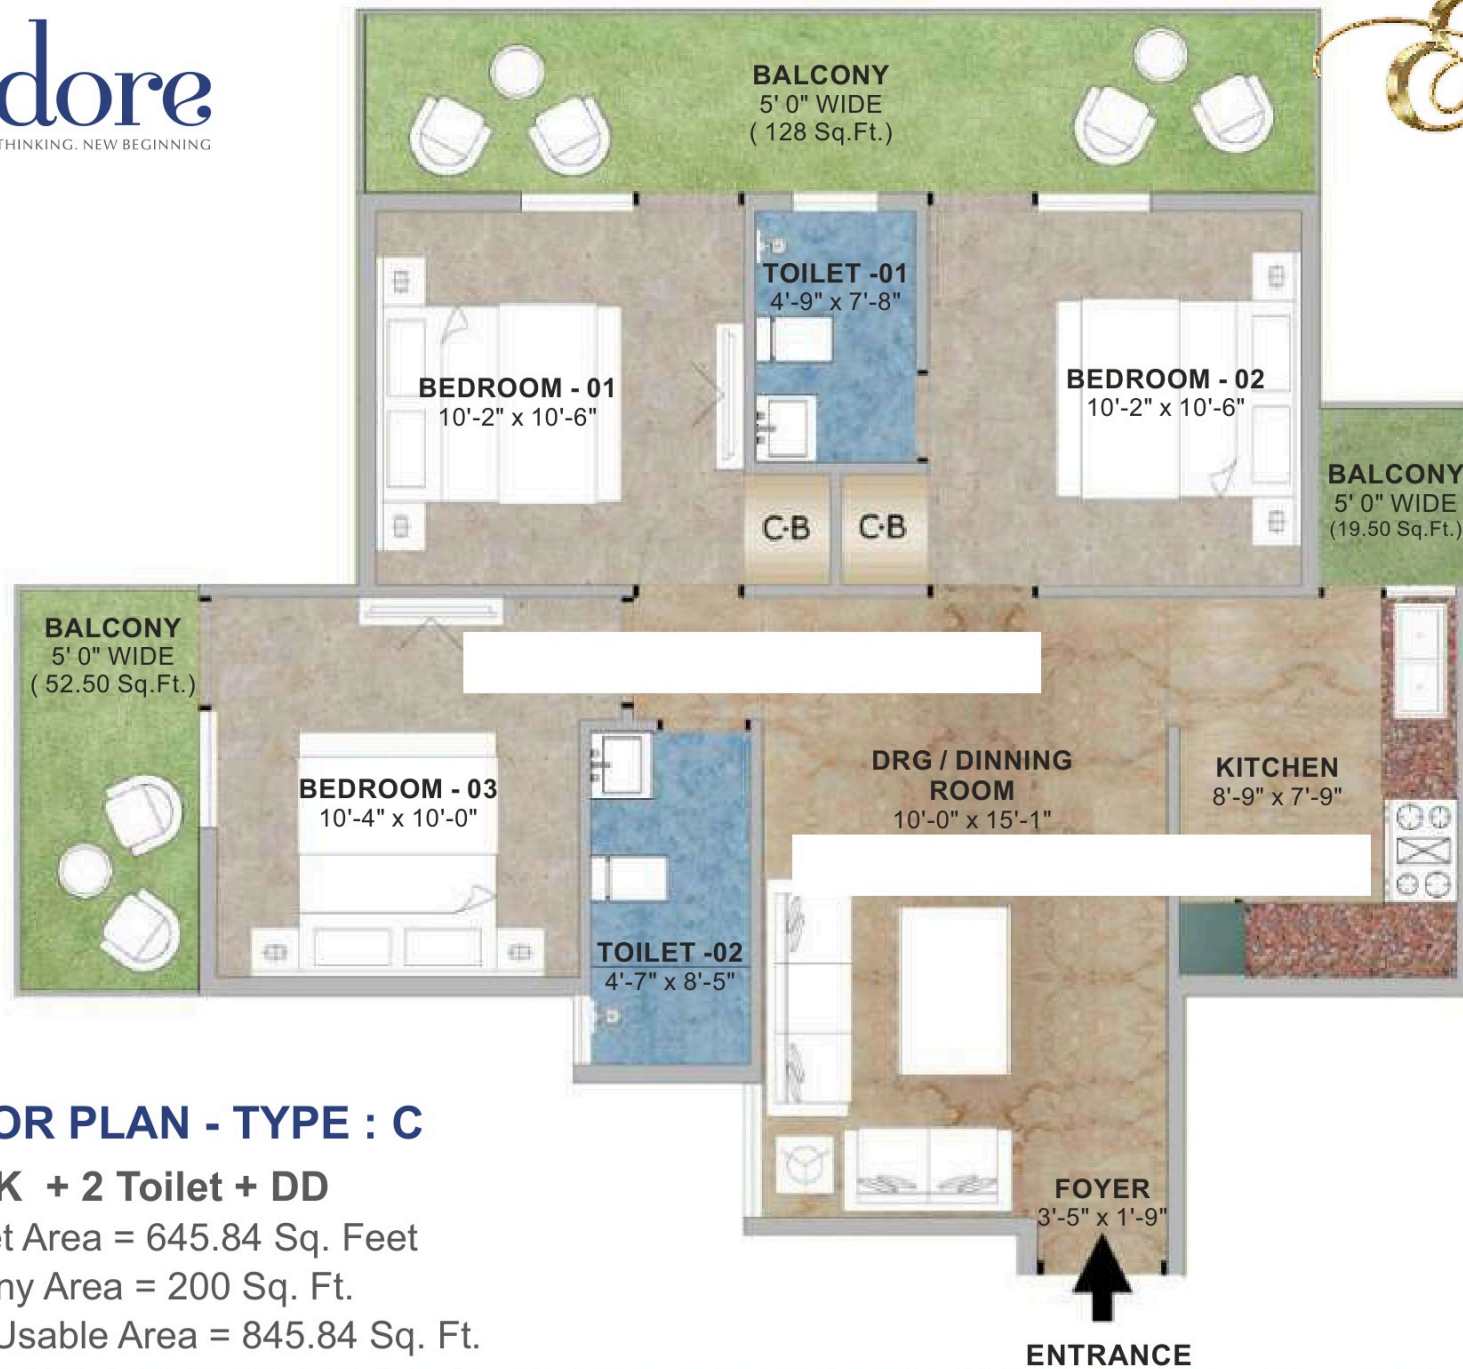 dore
THINKING. NEW BEGINNING
BALCONY
5' 0" WIDE
( 128 Sq.Ft.)
TOILET -01
4'-9" x 7'-8"
BEDROOM - 01
10'-2" x 10'-6"
BEDROOM - 02
10'-2" x 10'-6"
BALCONY
5' 0" WIDE
(19.50 Sq.Ft.)
C·B
C·B
BALCONY
5' 0" WIDE
( 52.50 Sq.Ft.)
BEDROOM - 03
10'-4" x 10'-0"
DRG / DINNING
ROOM
10'-0" x 15'-1"
KITCHEN
8'-9" x 7'-9"
TOILET -02
4'-7" x 8'-5"
OR PLAN - TYPE : C
K + 2 Toilet + DD
et Area = 645.84 Sq. Feet
ny Area = 200 Sq. Ft.
Usable Area = 845.84 Sq. Ft.
FOYER
3'-5" x 1'-9"
ENTRANCE